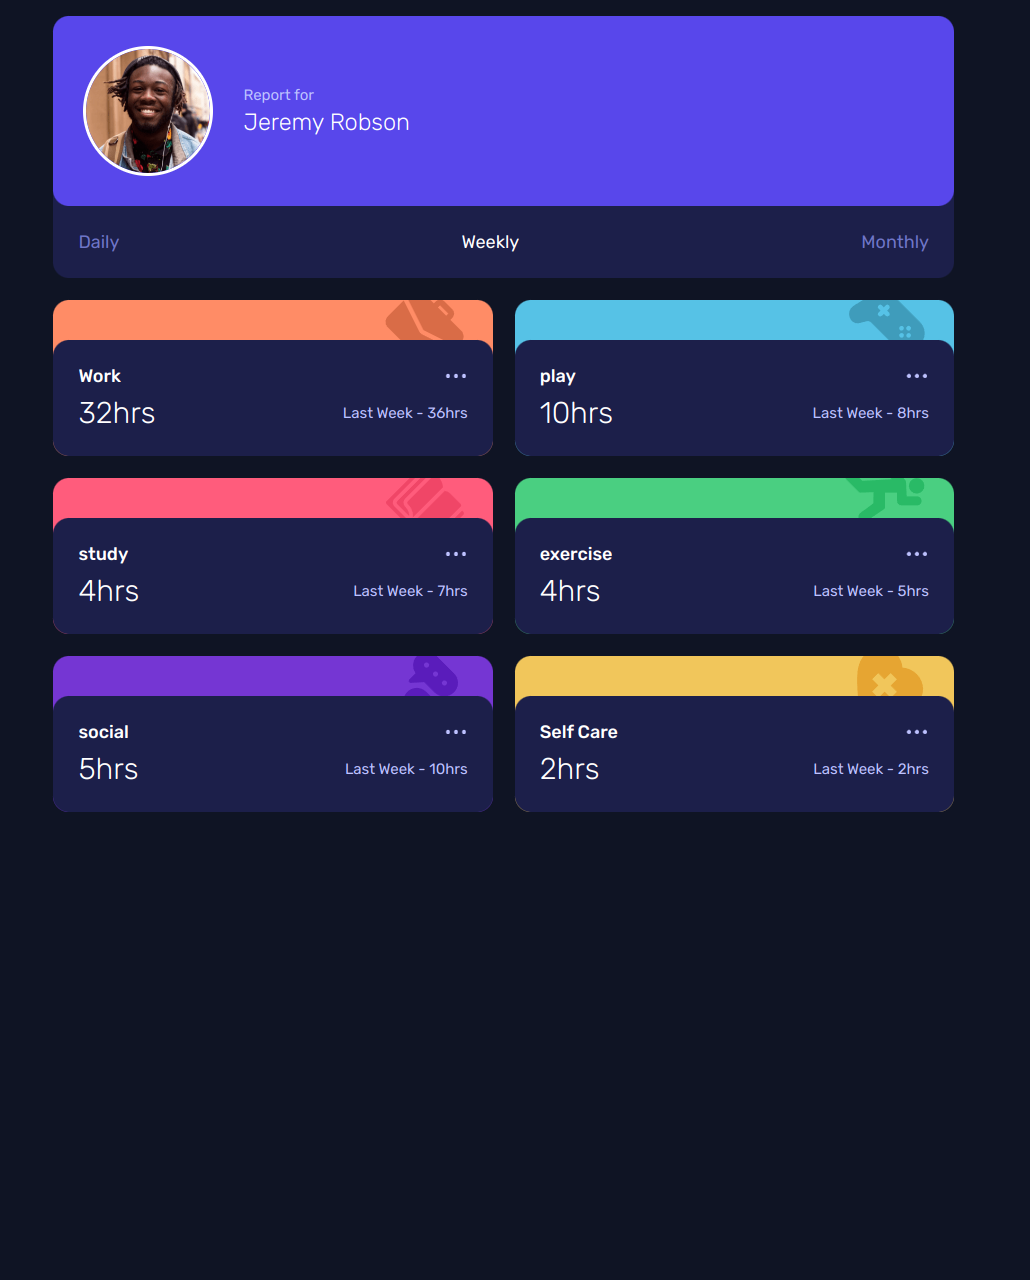 Report for
Jeremy Robson
Daily Weekly Monthly
Work
32hrs Last Week - 36hrs
play
10hrs Last Week - 8hrs
study
4hrs Last Week - 7hrs
exercise
4hrs Last Week - 5hrs
social
5hrs Last Week - 10hrs
Self Care
2hrs Last Week - 2hrs